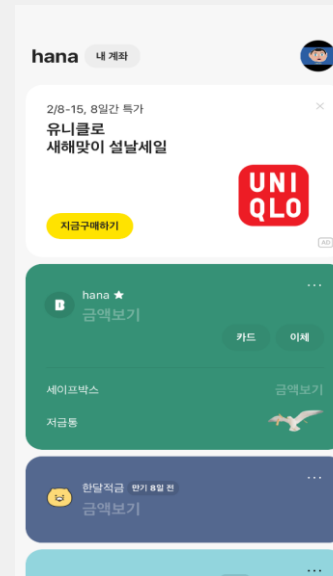 hana 내 계좌
2/8-15, 8일간 특가
유니클로
새해맞이 설날세일
UNI
QLO
지금구매하기
AD
B hana ★
금액보기
카드 이체
세이프박스 금액보기
저금통
한달적금 만기 8일 전
금액보기